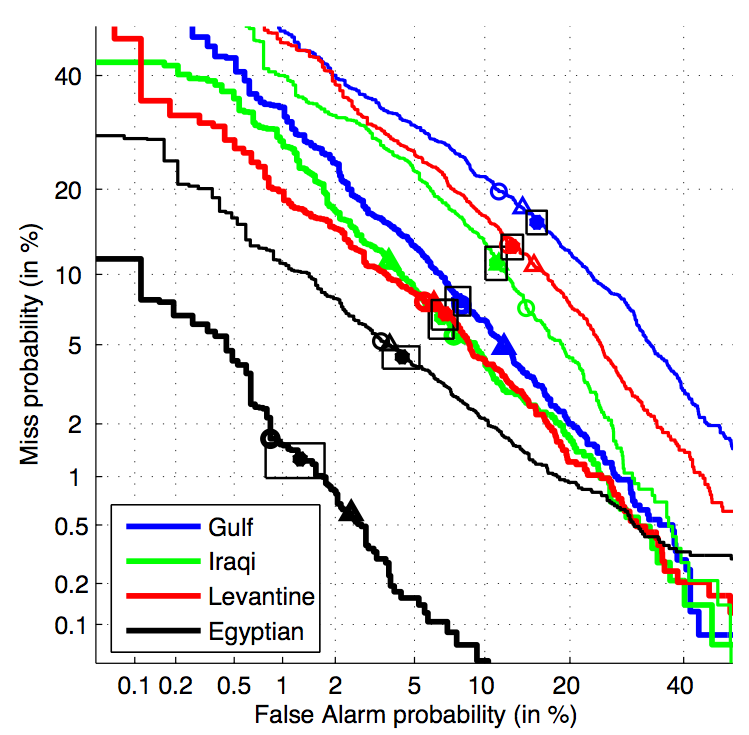 40
20
10
5
2
1
0.5
0.2
0.1
Miss probability (in %)
Gulf
Iraqi
Levantine
Egyptian
0.1 0.2 0.5 1 2 5 10 20 40
False Alarm probability (in %)